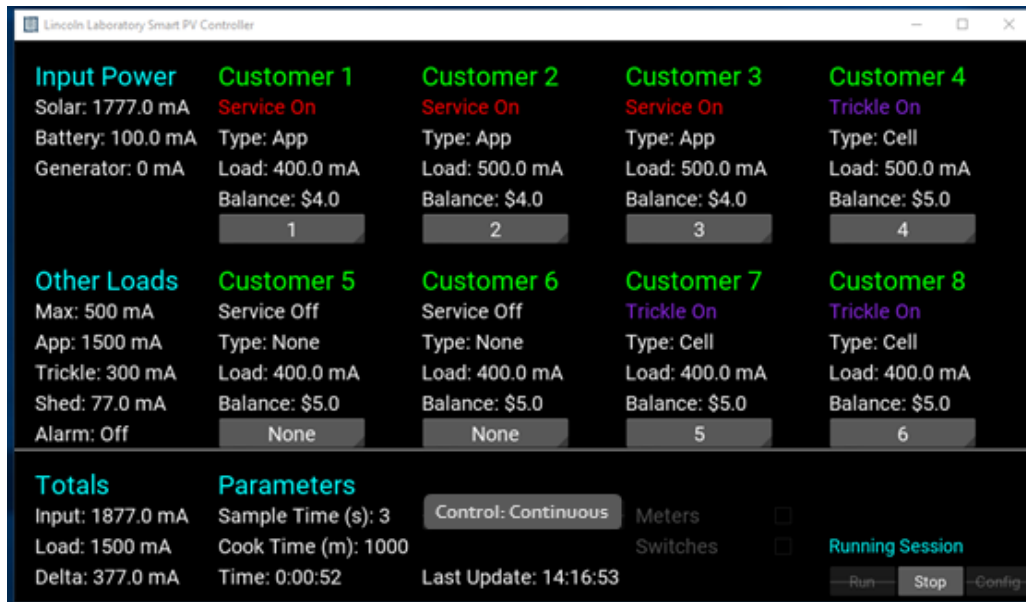 Lincoln Laboratory Smart PV Controller
Input Power
Solar: 1777.0 mA
Battery: 100.0 mA
Generator: 0 mA
Customer 1
Service On
Type: App
Load: 400.0 mA
Balance: $4.0
1
Customer 2
Service On
Type: App
Load: 500.0 mA
Balance: $4.0
2
Customer 3
Service On
Type: App
Load: 500.0 mA
Balance: $4.0
3
Customer 4
Trickle On
Type: Cell
Load: 500.0 mA
Balance: $5.0
4
Other Loads
Max: 500 mA
App: 1500 mA
Trickle: 300 mA
Shed: 77.0 mA
Alarm: Off
Customer 5
Service Off
Type: None
Load: 400.0 mA
Balance: $5.0
None
Customer 6
Service Off
Type: None
Load: 400.0 mA
Balance: $5.0
None
Customer 7
Trickle On
Type: Cell
Load: 400.0 mA
Balance: $5.0
5
Customer 8
Trickle On
Type: Cell
Load: 400.0 mA
Balance: $5.0
6
Totals
Input: 1877.0 mA
Load: 1500 mA
Delta: 377.0 mA
Parameters
Sample Time (s): 3
Cook Time (m): 1000
Time: 0:00:52
Control: Continuous
Last Update: 14:16:53
Meters
Switches
Running Session
Run
Stop
Config